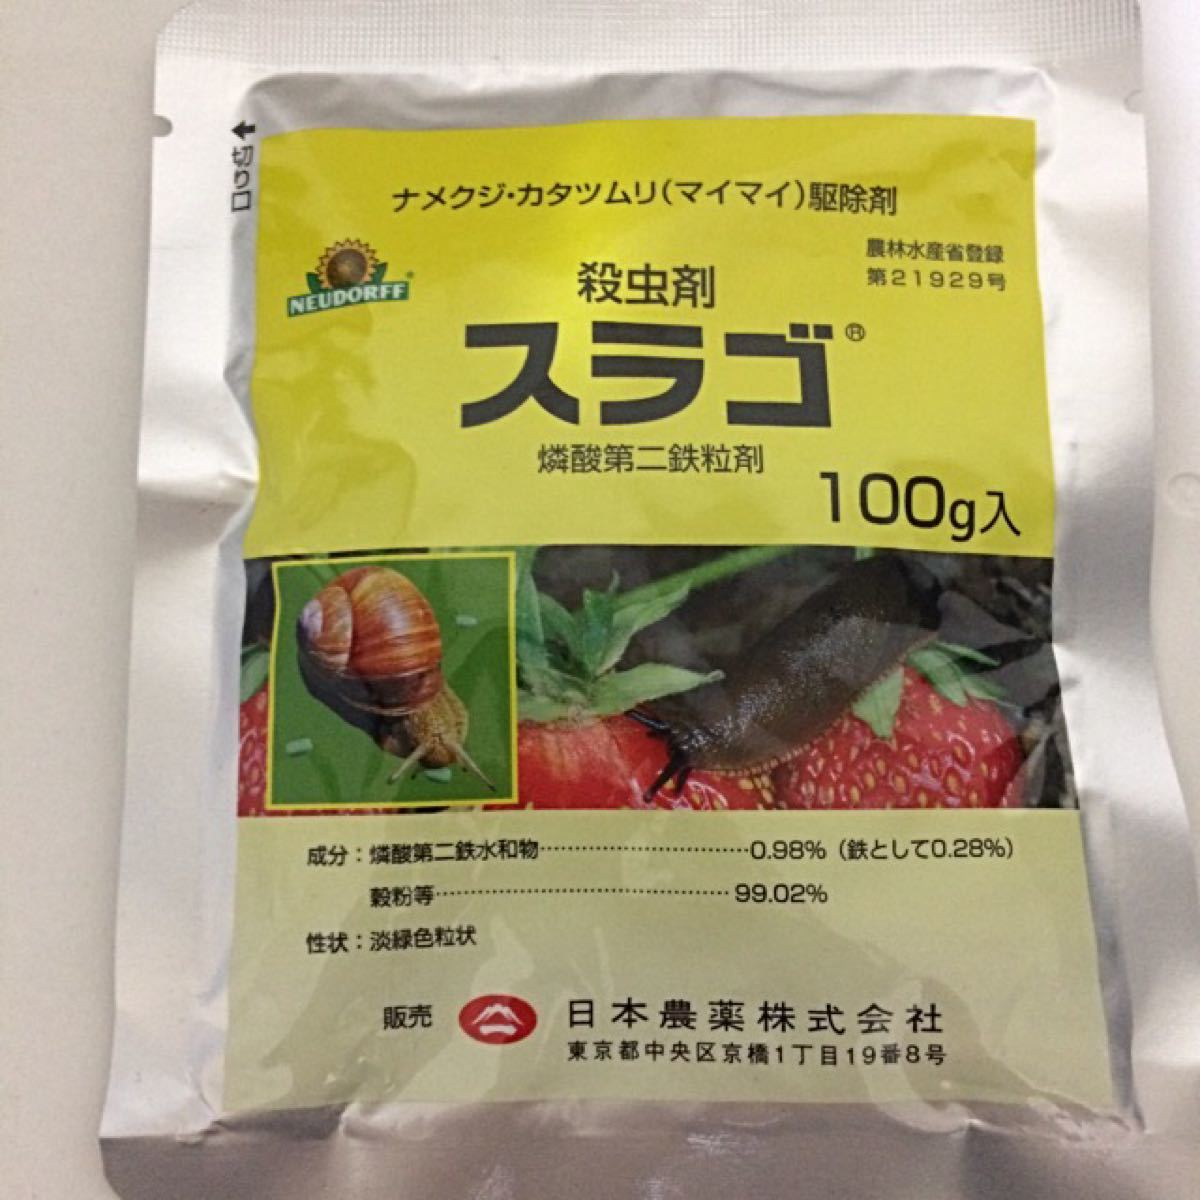 切り口
ナメクジ・カタツムリ(マイマイ)駆除剤
農林水産省登録
第21929号
NEUDORFF®
殺虫剤
スラゴ®
燐酸第二鉄粒剤
100g入
成分:燐酸第二鉄水和物…………………………0.98%(鉄として0.28%)
穀粉等………………………………99.02%
性状:淡緑色粒状
販売 日本農薬株式会社
東京都中央区京橋1丁目19番8号